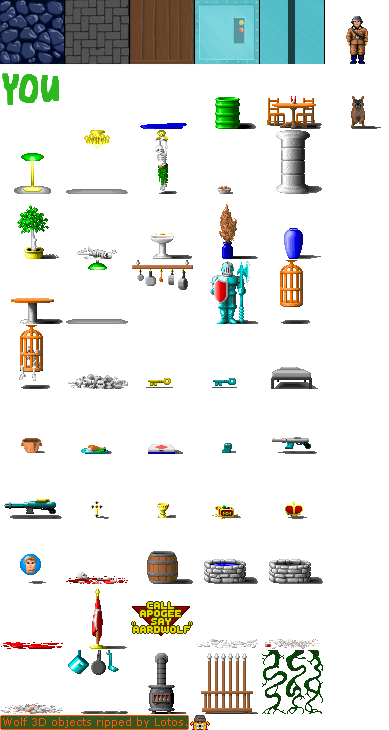 YOU
CALL
APOGEE
SAY
"AARDWOLF"
Wolf 3D objects ripped by Lotos.